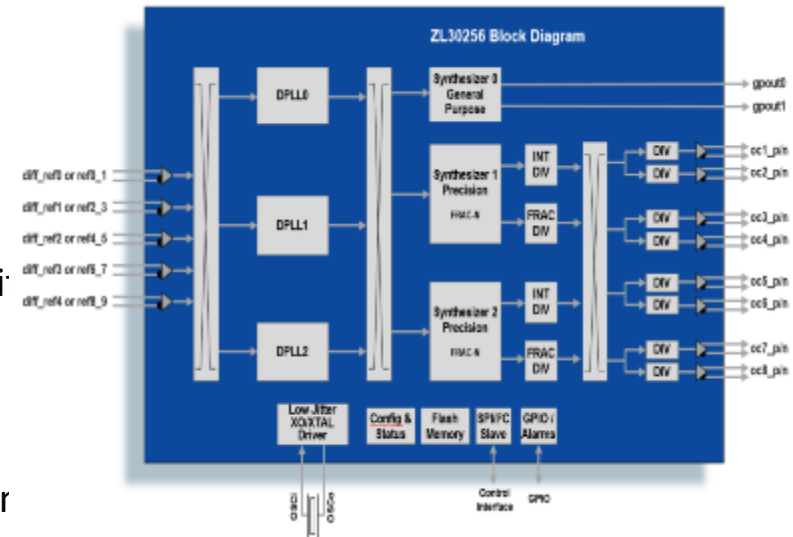 ZL30256 Block Diagram
DPLL0
DPLL1
DPLL2
Synthesizer 0
General
Purpose
Synthesizer 1
Precision
FRAC-N
Synthesizer 2
Precision
FRAC-N
INT
DIV
FRAC
DIV
INT
DIV
FRAC
DIV
DIV
DIV
DIV
DIV
DIV
DIV
DIV
DIV
gpout0
gpout1
oc1_p/n
oc2_p/n
oc3_p/n
oc4_p/n
oc5_p/n
oc6_p/n
oc7_p/n
oc8_p/n
diff_ref0 or ref0_1
diff_ref1 or ref2_3
diff_ref2 or ref4_5
diff_ref3 or ref6_7
diff_ref4 or ref8_9
Low Jitter
XO/XTAL
Driver
Config &
Status
Flash
Memory
SPI/I²C
Slave
GPIO /
Alarms
OSCi
OSCo
Control
Interface
GPIO